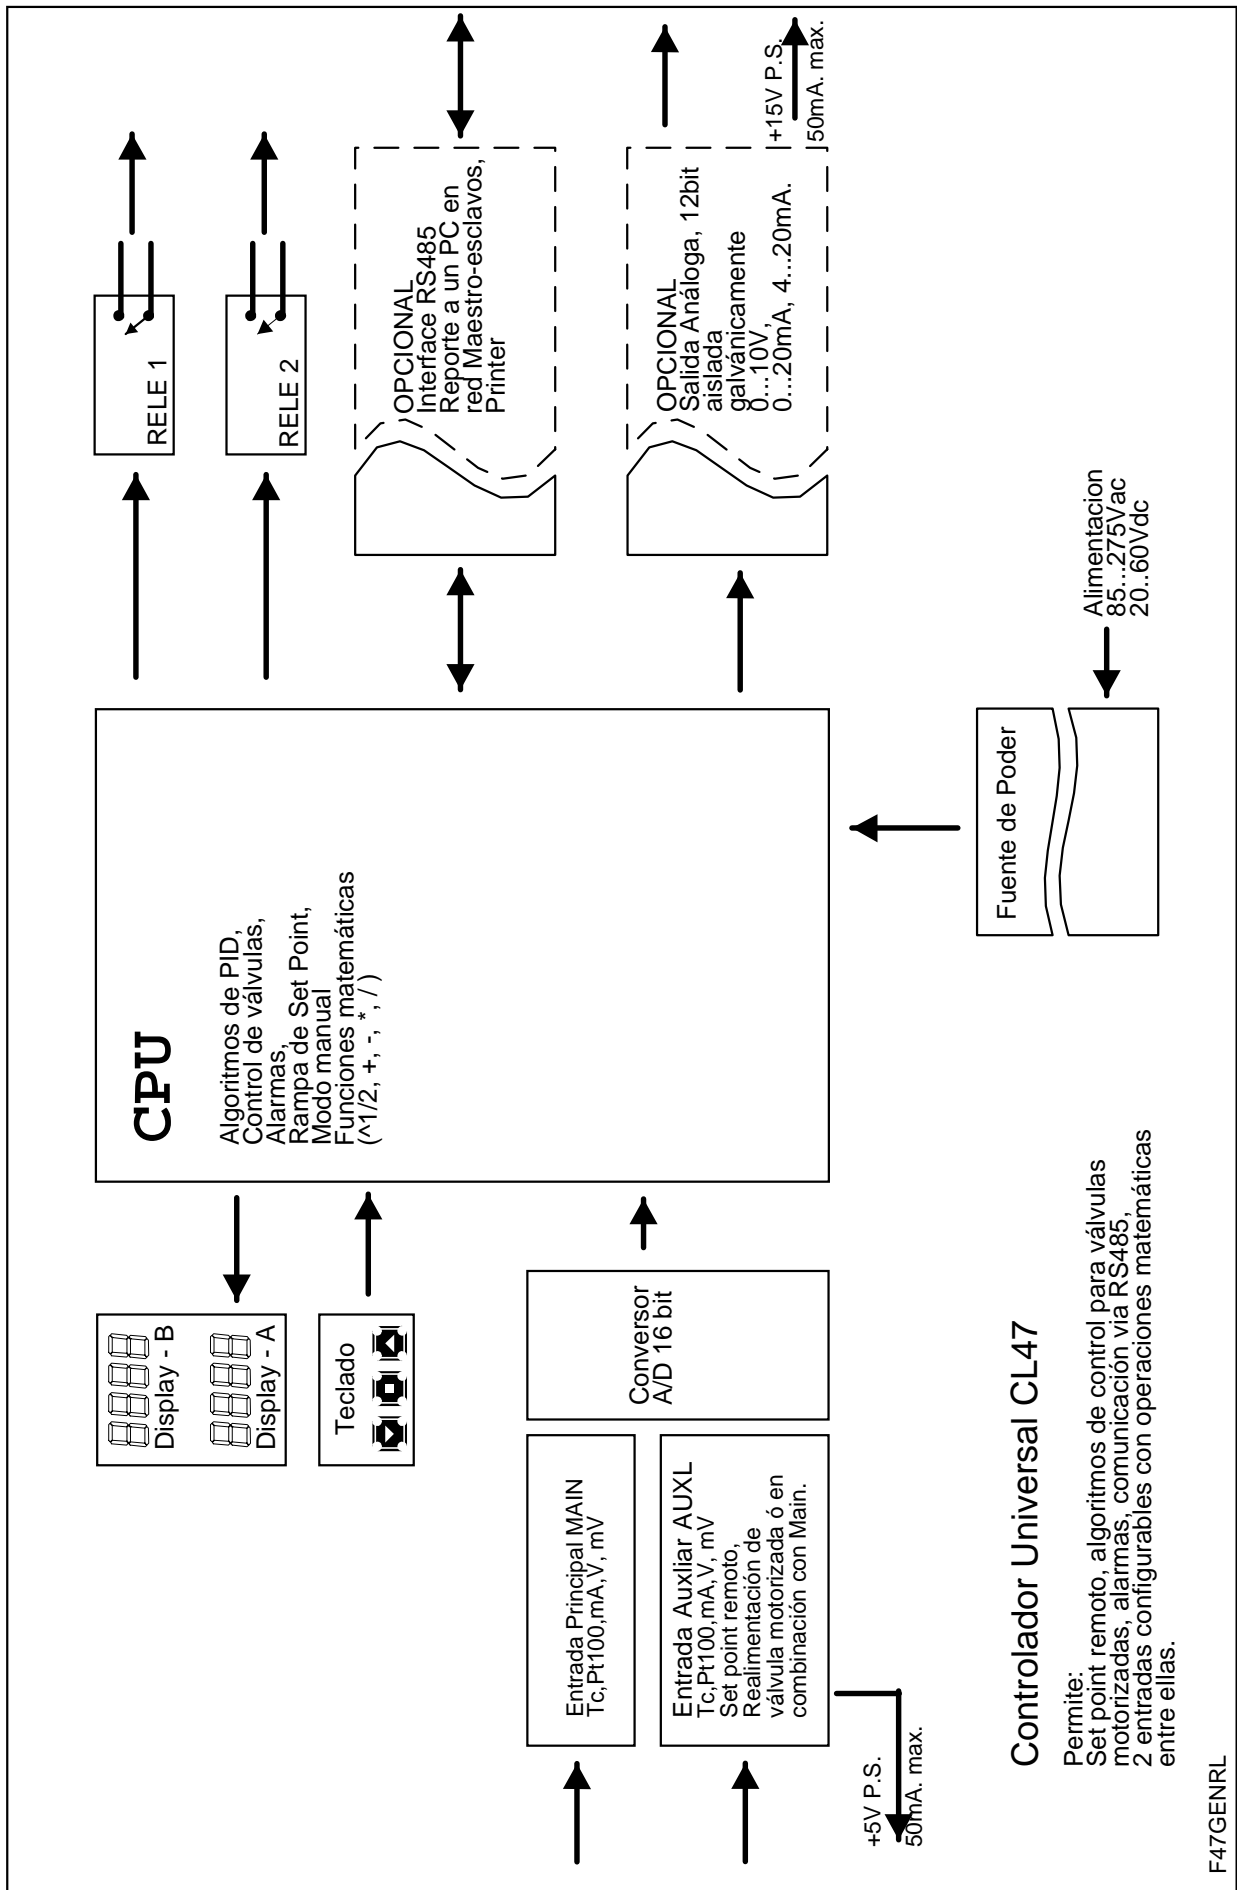 Display - B
Display - A
Teclado
CPU
Algoritmos de PID,
Control de válvulas,
Alarmas,
Rampa de Set Point,
Modo manual
Funciones matemáticas
(^1/2, +, -, *, / )
RELE 1
RELE 2
OPCIONAL
Interface RS485
Reporte a un PC en
red Maestro-esclavos,
Printer
OPCIONAL
Salida Análoga, 12bit
aislada
galvánicamente
0...10V,
0...20mA, 4...20mA.
+15V P.S.
50mA. max.
Entrada Principal MAIN
Tc,Pt100,mA,V, mV
Entrada Auxliar AUXL
Tc,Pt100,mA,V, mV
Set point remoto,
Realimentación de
válvula motorizada ó en
combinación con Main.
Conversor
A/D 16 bit
+5V P.S.
50mA. max.
Fuente de Poder
Alimentacion
85...275Vac
20..60Vdc
Controlador Universal CL47
Permite:
Set point remoto, algoritmos de control para válvulas
motorizadas, alarmas, comunicación via RS485,
2 entradas configurables con operaciones matemáticas
entre ellas.
F47GENRL